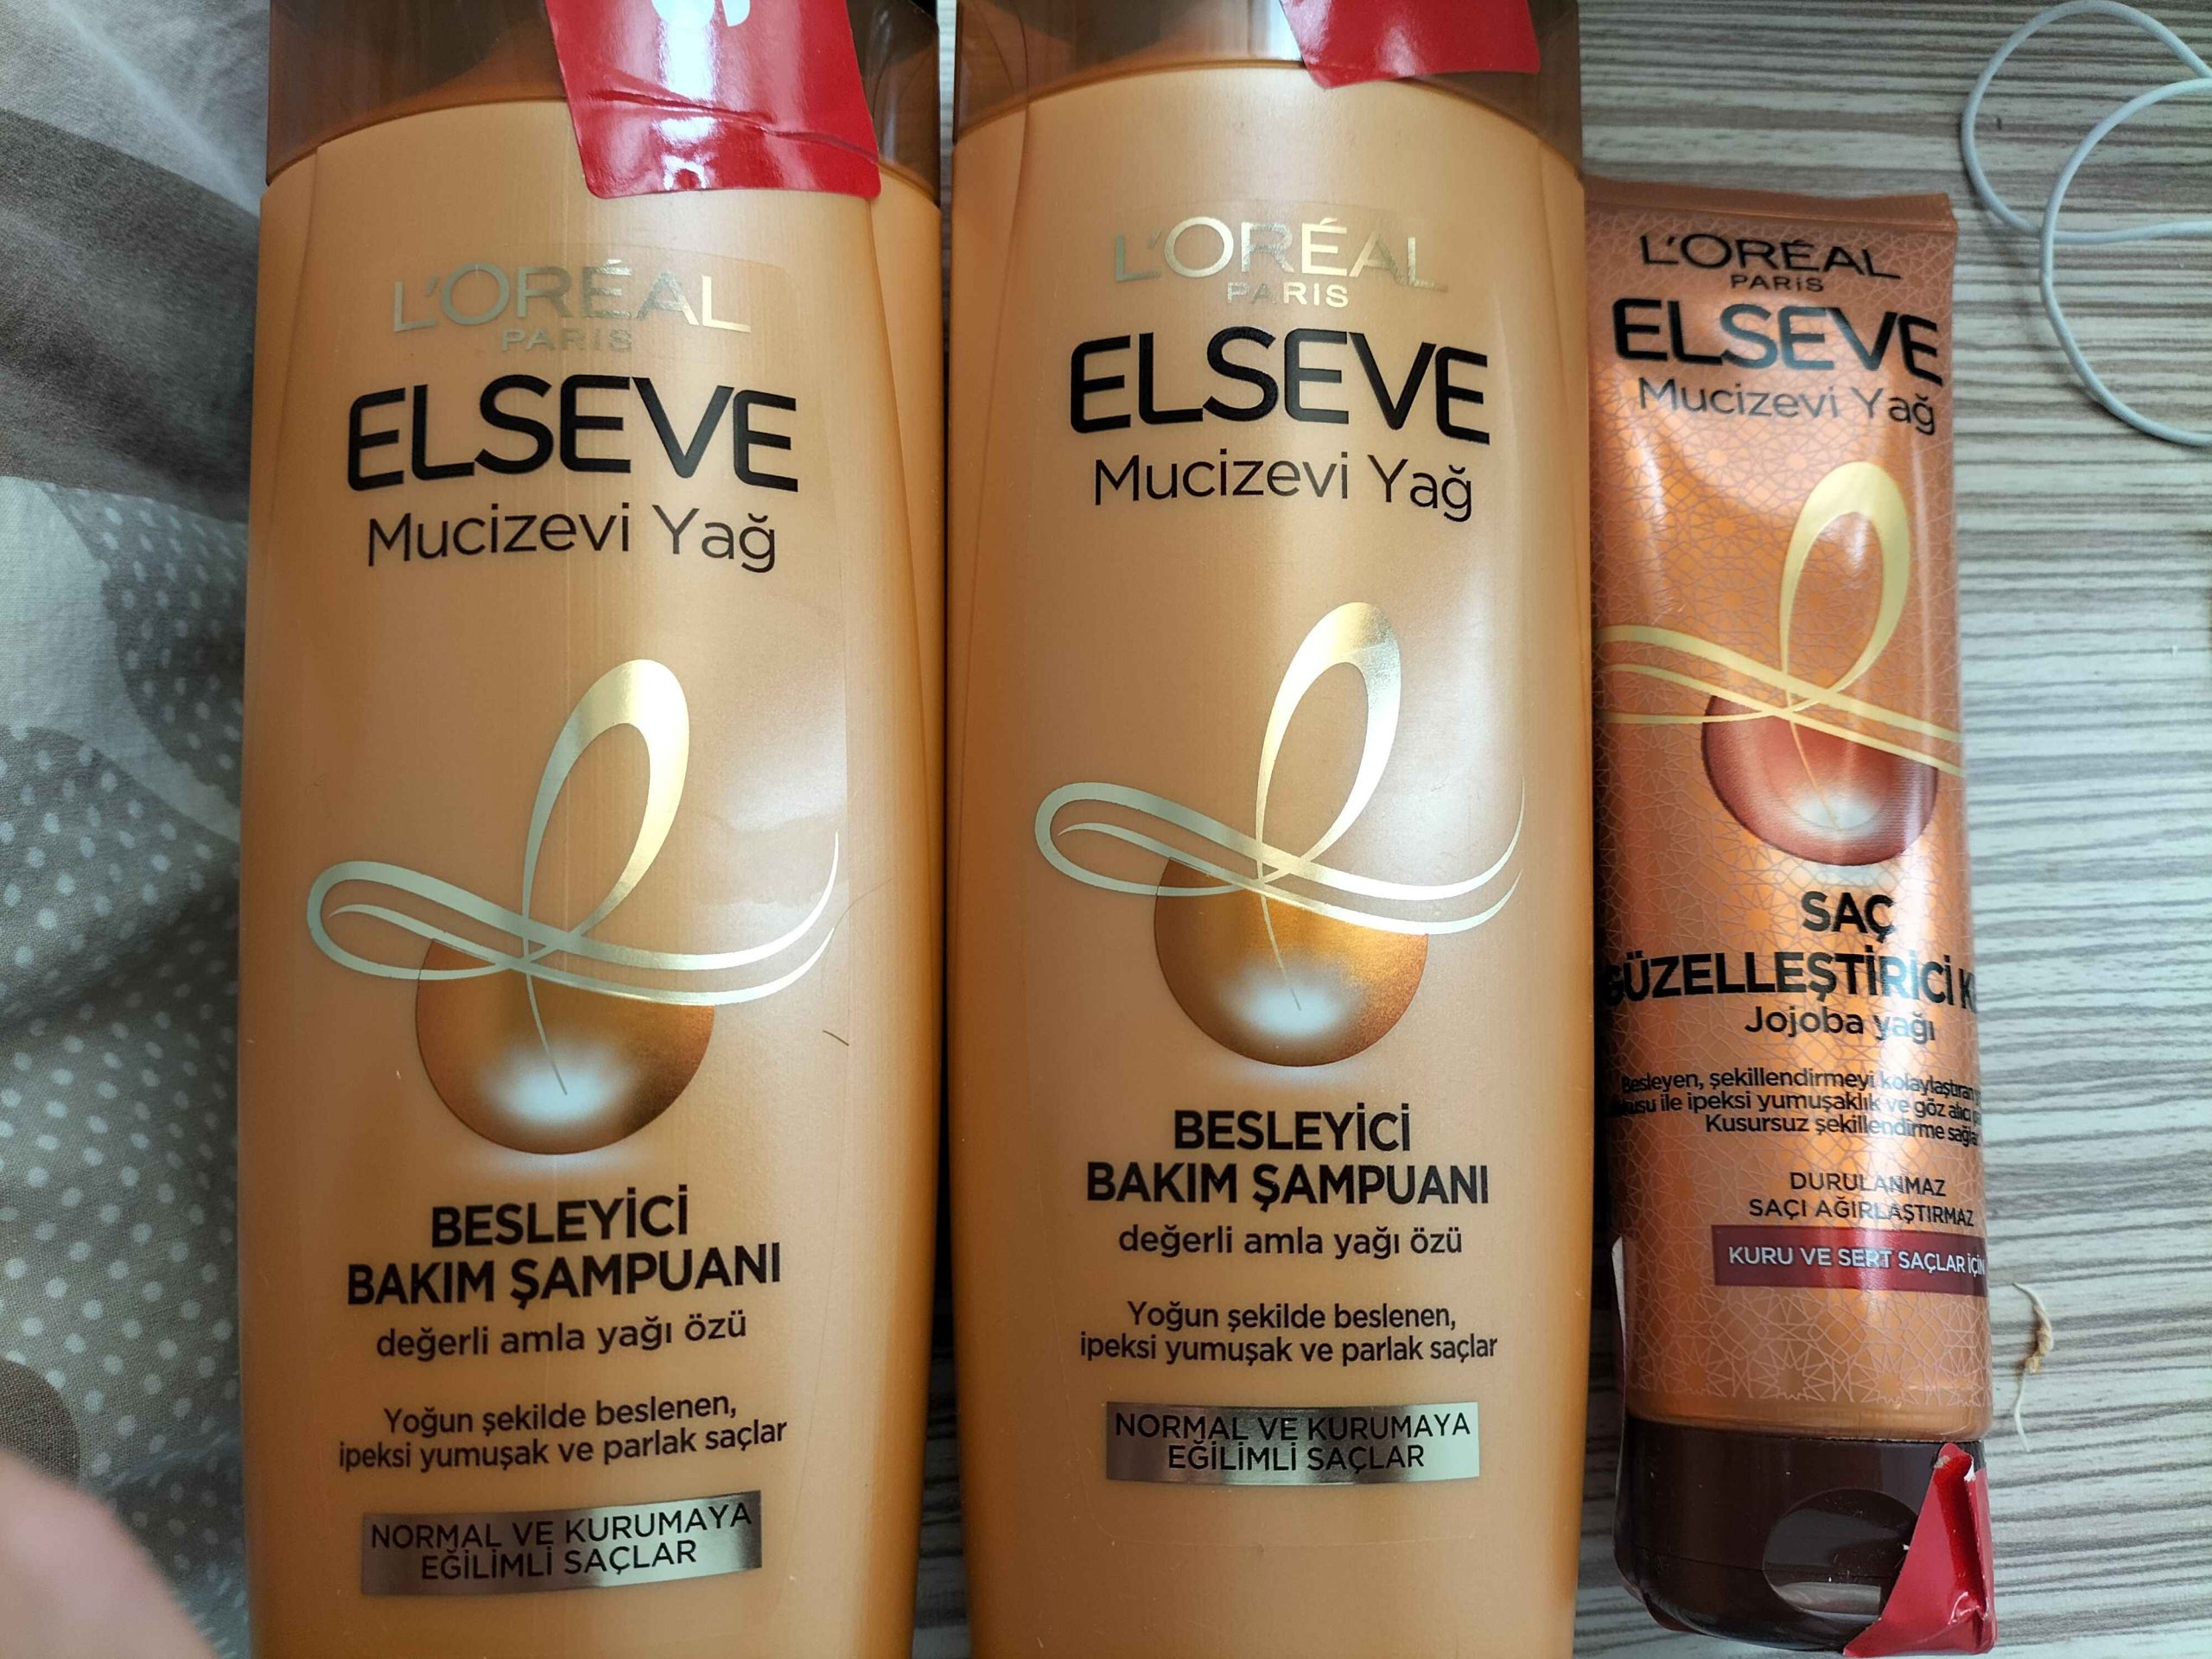 L'ORÉAL
PARIS
ELSEVE
Mucizevi Yağ
BESLEYİCİ
BAKIM ŞAMPUANI
değerli amla yağı özü
Yoğun şekilde beslenen,
ipeksi yumuşak ve parlak saçlar
NORMAL VE KURUMAYA
EĞİLİMLİ SAÇLAR
L'ORÉAL
PARIS
ELSEVE
Mucizevi Yağ
BESLEYİCİ
BAKIM ŞAMPUANI
değerli amla yağı özü
Yoğun şekilde beslenen,
ipeksi yumuşak ve parlak saçlar
NORMAL VE KURUMAYA
EĞİLİMLİ SAÇLAR
L'ORÉAL
PARIS
ELSEVE
Mucizevi Yağ
SAÇ
GÜZELLEŞTİRİCİ
Jojoba yağı
Besleyen, şekillendirmeyi kolaylaştıran
ile ipeksi yumuşaklık ve göz alıcı
Kusursuz şekillendirme
DURULANMAZ
SAÇI AĞIRLAŞTIRMAZ
KURU VE SERT SAÇLAR İÇİN